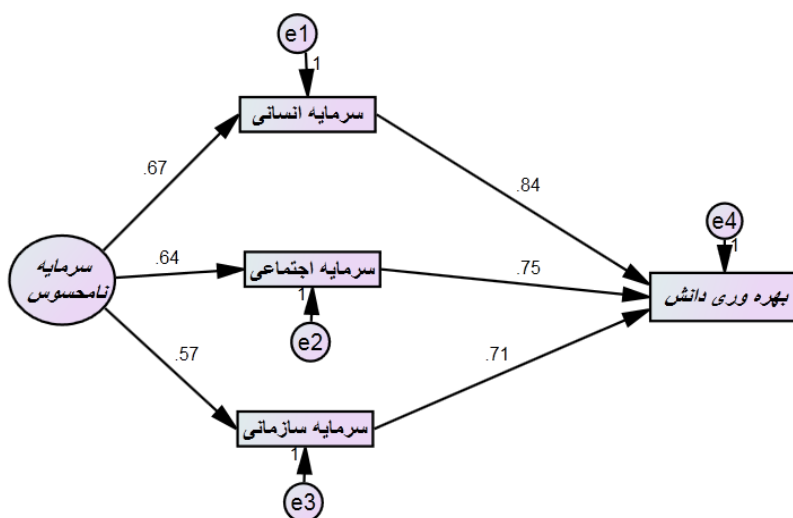 e1
1
سرمایه انسانی
.67
.84
e4
1
سرمایه
نامحسوس
.64
سرمایه اجتماعی
.75
بهره وری دانش
1
e2
.57
.71
سرمایه سازمانی
1
e3